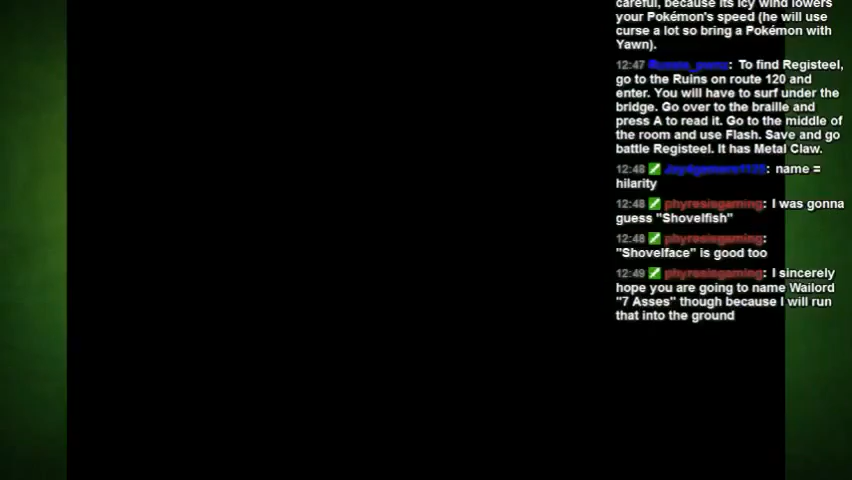 careful, because its icy wind lowers
your Pokémon's speed (he will use
curse a lot so bring a Pokémon with
Yawn).
12:47 : To find Registeel,
go to the Ruins on route 120 and
enter. You will have to surf under the
bridge. Go over to the braille and
press A to read it. Go to the middle of
the room and use Flash. Save and go
battle Registeel. It has Metal Claw.
12:48 : name =
hilarity
12:48 phyresisgaming: I was gonna
guess "Shovelfish"
12:48 phyresisgaming:
"Shovelface" is good too
12:49 phyresisgaming: I sincerely
hope you are going to name Wailord
"7 Asses" though because I will run
that into the ground